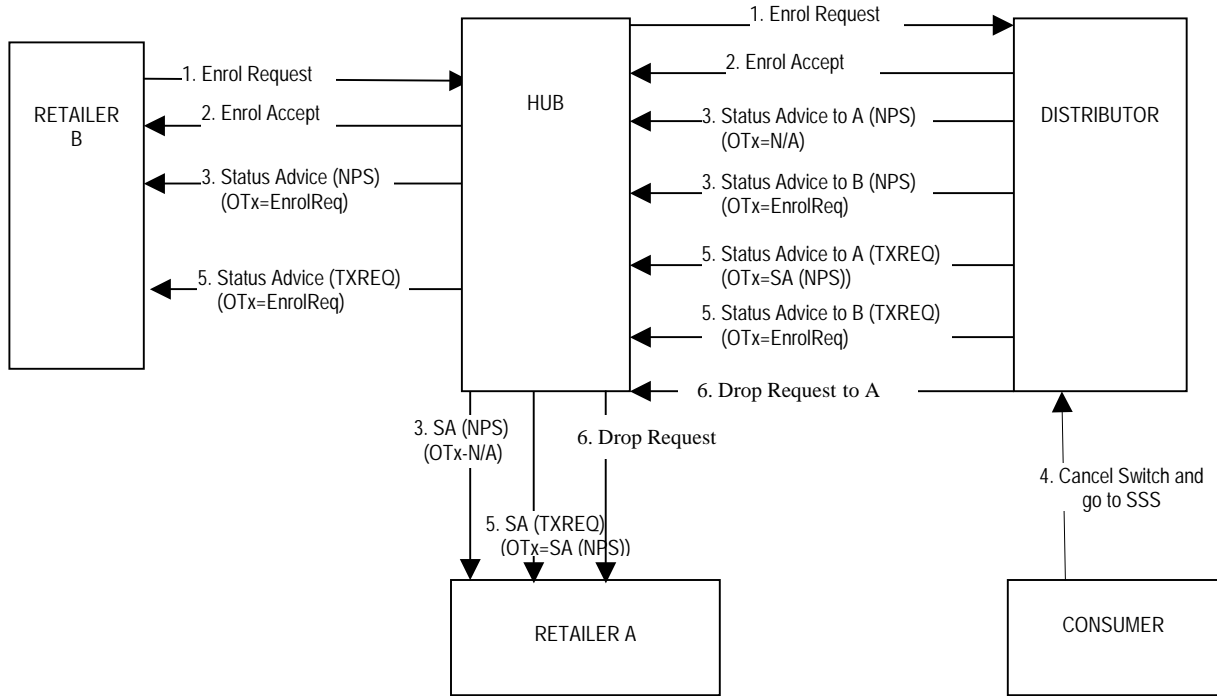 1. Enrol Request
1. Enrol Request
2. Enrol Accept
HUB
RETAILER
B
2. Enrol Accept
3. Status Advice to A (NPS)
(OTx=N/A)
DISTRIBUTOR
3. Status Advice (NPS)
(OTx=EnrolReq)
3. Status Advice to B (NPS)
(OTx=EnrolReq)
5. Status Advice (TXREQ)
(OTx=EnrolReq)
5. Status Advice to A (TXREQ)
(OTx=SA (NPS))
5. Status Advice to B (TXREQ)
(OTx=EnrolReq)
6. Drop Request to A
3. SA (NPS)
(OTx-N/A)
6. Drop Request
4. Cancel Switch and
go to SSS
5. SA (TXREQ)
(OTx=SA (NPS))
RETAILER A
CONSUMER